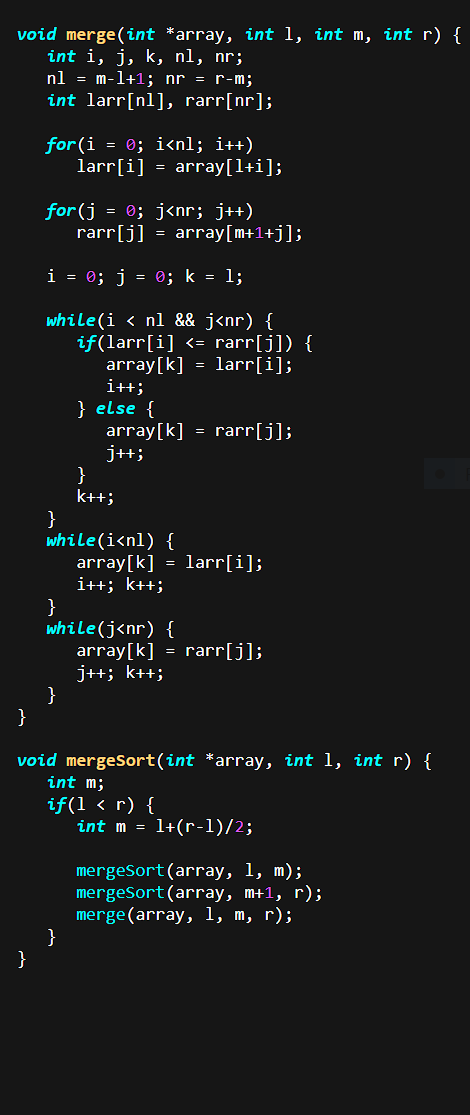 void merge(int *array, int l, int m, int r) {
   int i, j, k, nl, nr;
   nl = m-l+1; nr = r-m;
   int larr[nl], rarr[nr];

   for(i = 0; i<nl; i++)
      larr[i] = array[l+i];

   for(j = 0; j<nr; j++)
      rarr[j] = array[m+1+j];

   i = 0; j = 0; k = l;

   while(i < nl && j<nr) {
      if(larr[i] <= rarr[j]) {
         array[k] = larr[i];
         i++;
      } else {
         array[k] = rarr[j];
         j++;
      }
      k++;
   }
   while(i<nl) {
      array[k] = larr[i];
      i++; k++;
   }
   while(j<nr) {
      array[k] = rarr[j];
      j++; k++;
   }
}

void mergeSort(int *array, int l, int r) {
   int m;
   if(l < r) {
      int m = l+(r-l)/2;

      mergeSort(array, l, m);
      mergeSort(array, m+1, r);
      merge(array, l, m, r);
   }
}